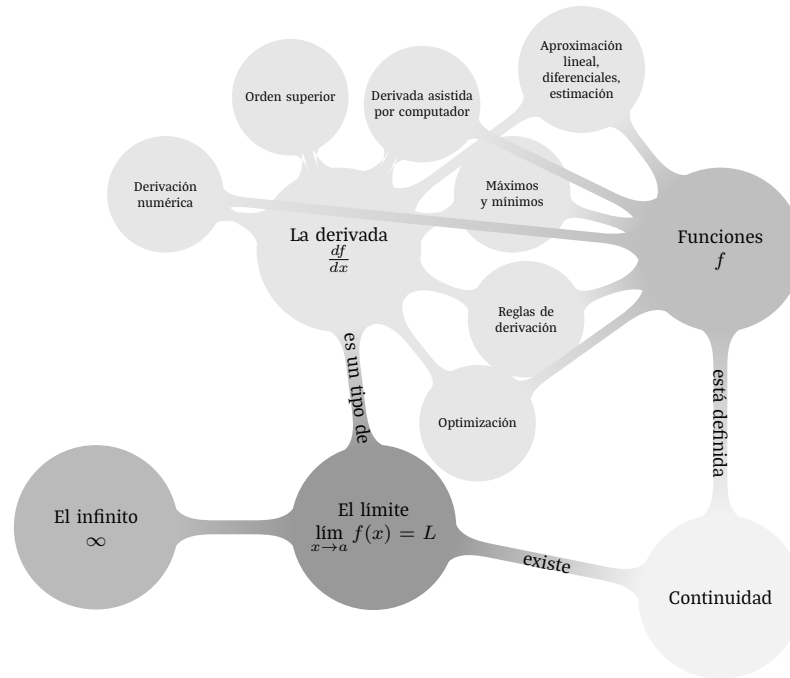 Aproximación
lineal,
diferenciales,
estimación
Orden superior
Derivada asistida
por computador
Derivación
numérica
Máximos
y mínimos
La derivada
df
dx
Funciones
f
Reglas de
derivación
es un tipo de
está definida
Optimización
El infinito
∞
El límite
lím f(x) = L
x→a
existe
Continuidad